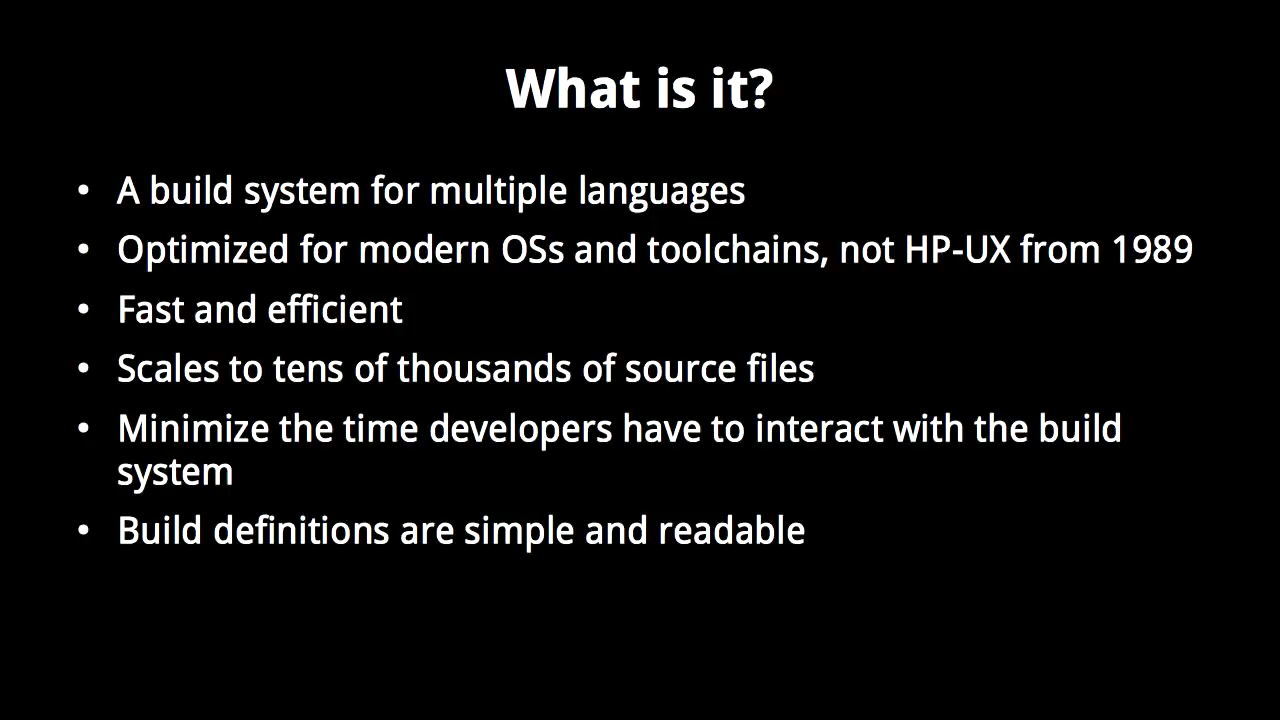 What is it?
• A build system for multiple languages
• Optimized for modern OSs and toolchains, not HP-UX from 1989
• Fast and efficient
• Scales to tens of thousands of source files
• Minimize the time developers have to interact with the build
system
• Build definitions are simple and readable